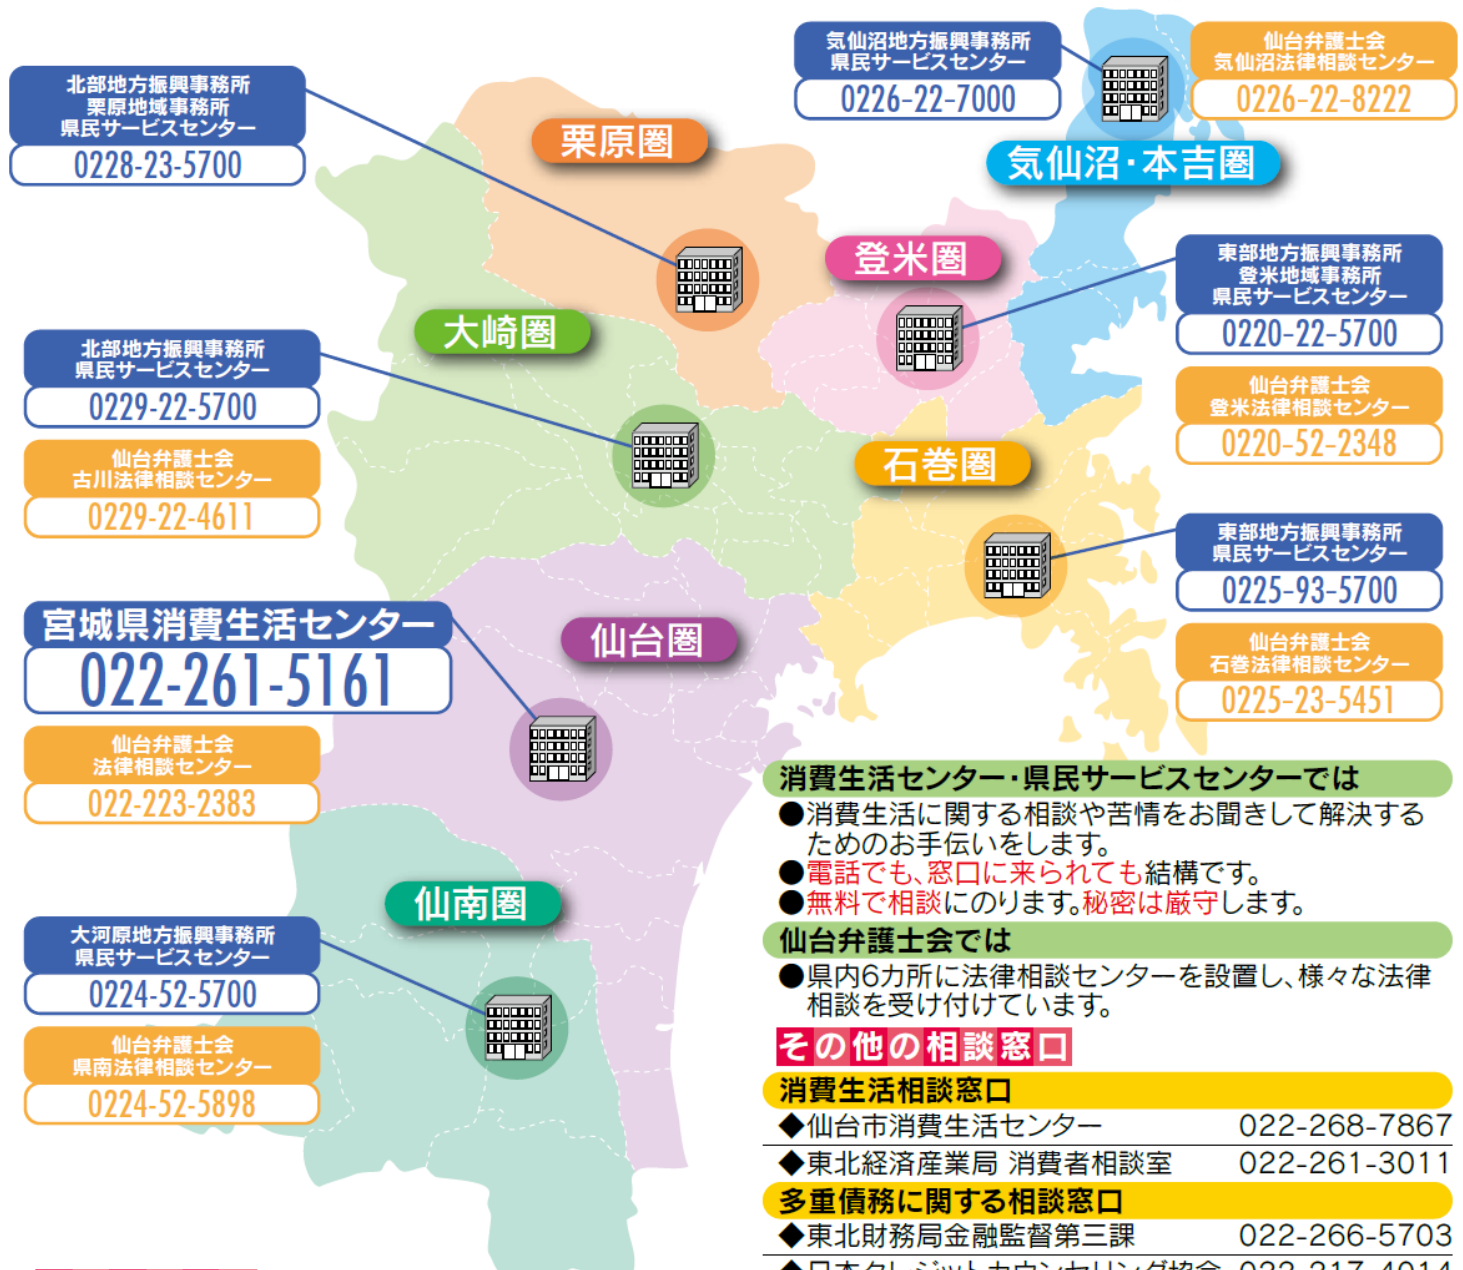 北部地方振興事務所
栗原地域事務所
県民サービスセンター
0228-23-5700
気仙沼地方振興事務所
県民サービスセンター
0226-22-7000
仙台弁護士会
気仙沼法律相談センター
0226-22-8222
栗原圏
気仙沼・本吉圏
登米圏
東部地方振興事務所
登米地域事務所
県民サービスセンター
0220-22-5700
仙台弁護士会
登米法律相談センター
0220-52-2348
大崎圏
北部地方振興事務所
県民サービスセンター
0229-22-5700
仙台弁護士会
古川法律相談センター
0229-22-4611
石巻圏
東部地方振興事務所
県民サービスセンター
0225-93-5700
仙台弁護士会
石巻法律相談センター
0225-23-5451
宮城県消費生活センター
022-261-5161
仙台圏
仙台弁護士会
法律相談センター
022-223-2383
仙南圏
大河原地方振興事務所
県民サービスセンター
0224-52-5700
仙台弁護士会
県南法律相談センター
0224-52-5898
消費生活センター・県民サービスセンターでは
●消費生活に関する相談や苦情をお聞きして解決する
ためのお手伝いをします。
●電話でも、窓口に来られても結構です。
●無料で相談にのります。秘密は厳守します。
仙台弁護士会では
●県内6カ所に法律相談センターを設置し、様々な法律
相談を受け付けています。
その他の相談窓口
消費生活相談窓口
◆仙台市消費生活センター 022-268-7867
◆東北経済産業局 消費者相談室 022-261-3011
多重債務に関する相談窓口
◆東北財務局金融監督第三課 022-266-5703
◆日本クレジットカウンセリング協会